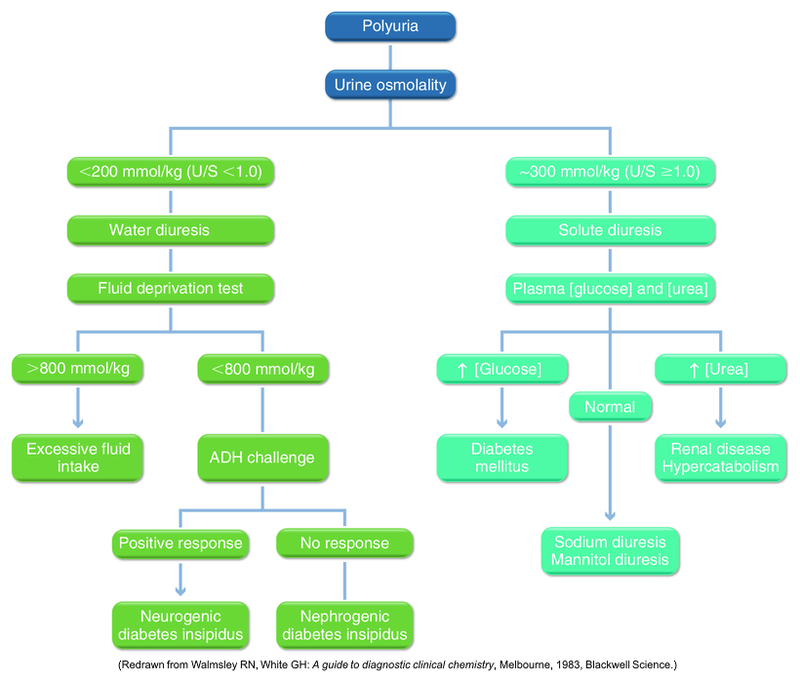 Polyuria
Urine osmolality
<200 mmol/kg (U/S <1.0)
~300 mmol/kg (U/S ≥1.0)
Water diuresis
Solute diuresis
Fluid deprivation test
Plasma [glucose] and [urea]
>800 mmol/kg
<800 mmol/kg
↑ [Glucose]
↑ [Urea]
Normal
Excessive fluid
intake
ADH challenge
Diabetes
mellitus
Renal disease
Hypercatabolism
Positive response
No response
Sodium diuresis
Mannitol diuresis
Neurogenic
diabetes insipidus
Nephrogenic
diabetes insipidus
(Redrawn from Walmsley RN, White GH: A guide to diagnostic clinical chemistry, Melbourne, 1983, Blackwell Science.)